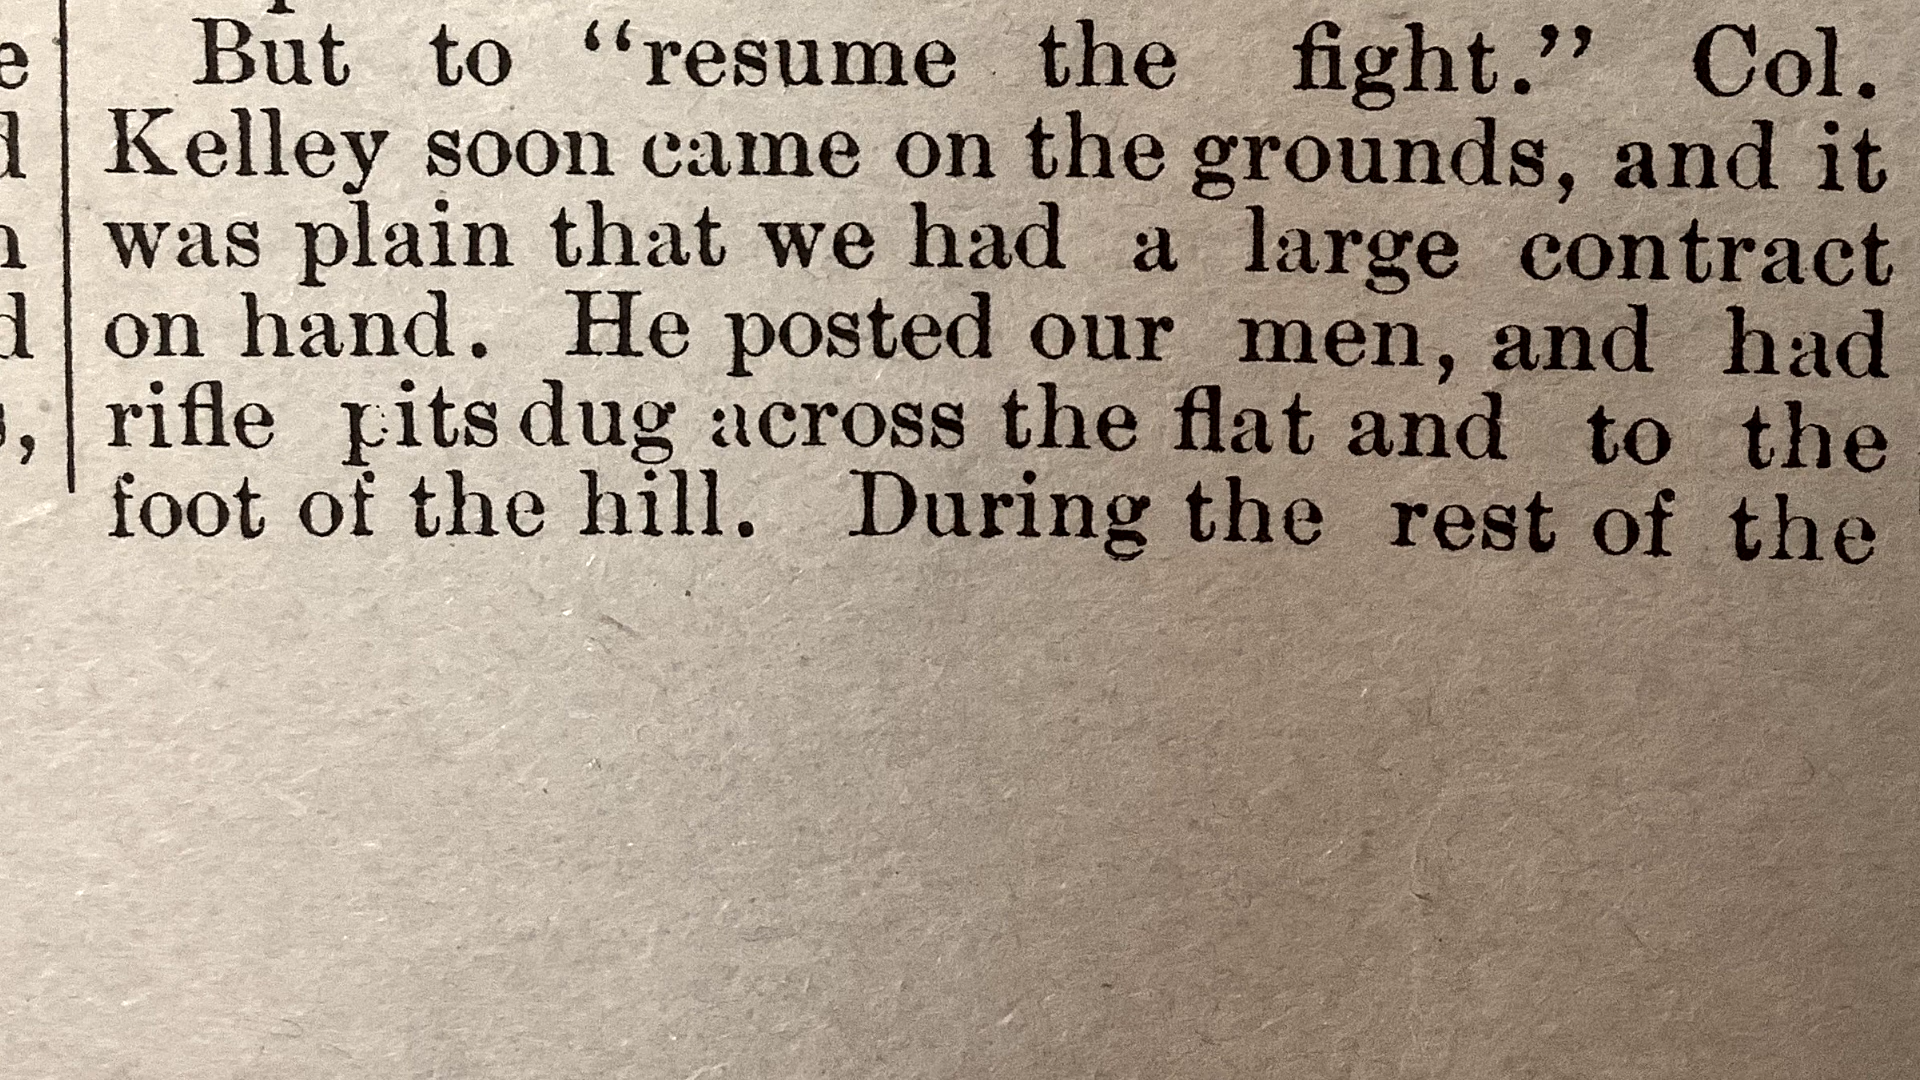 But to “resume the fight.” Col.
Kelley soon came on the grounds, and it
was plain that we had a large contract
on hand. He posted our men, and had
rifle pits dug across the flat and to the
foot of the hill. During the rest of the